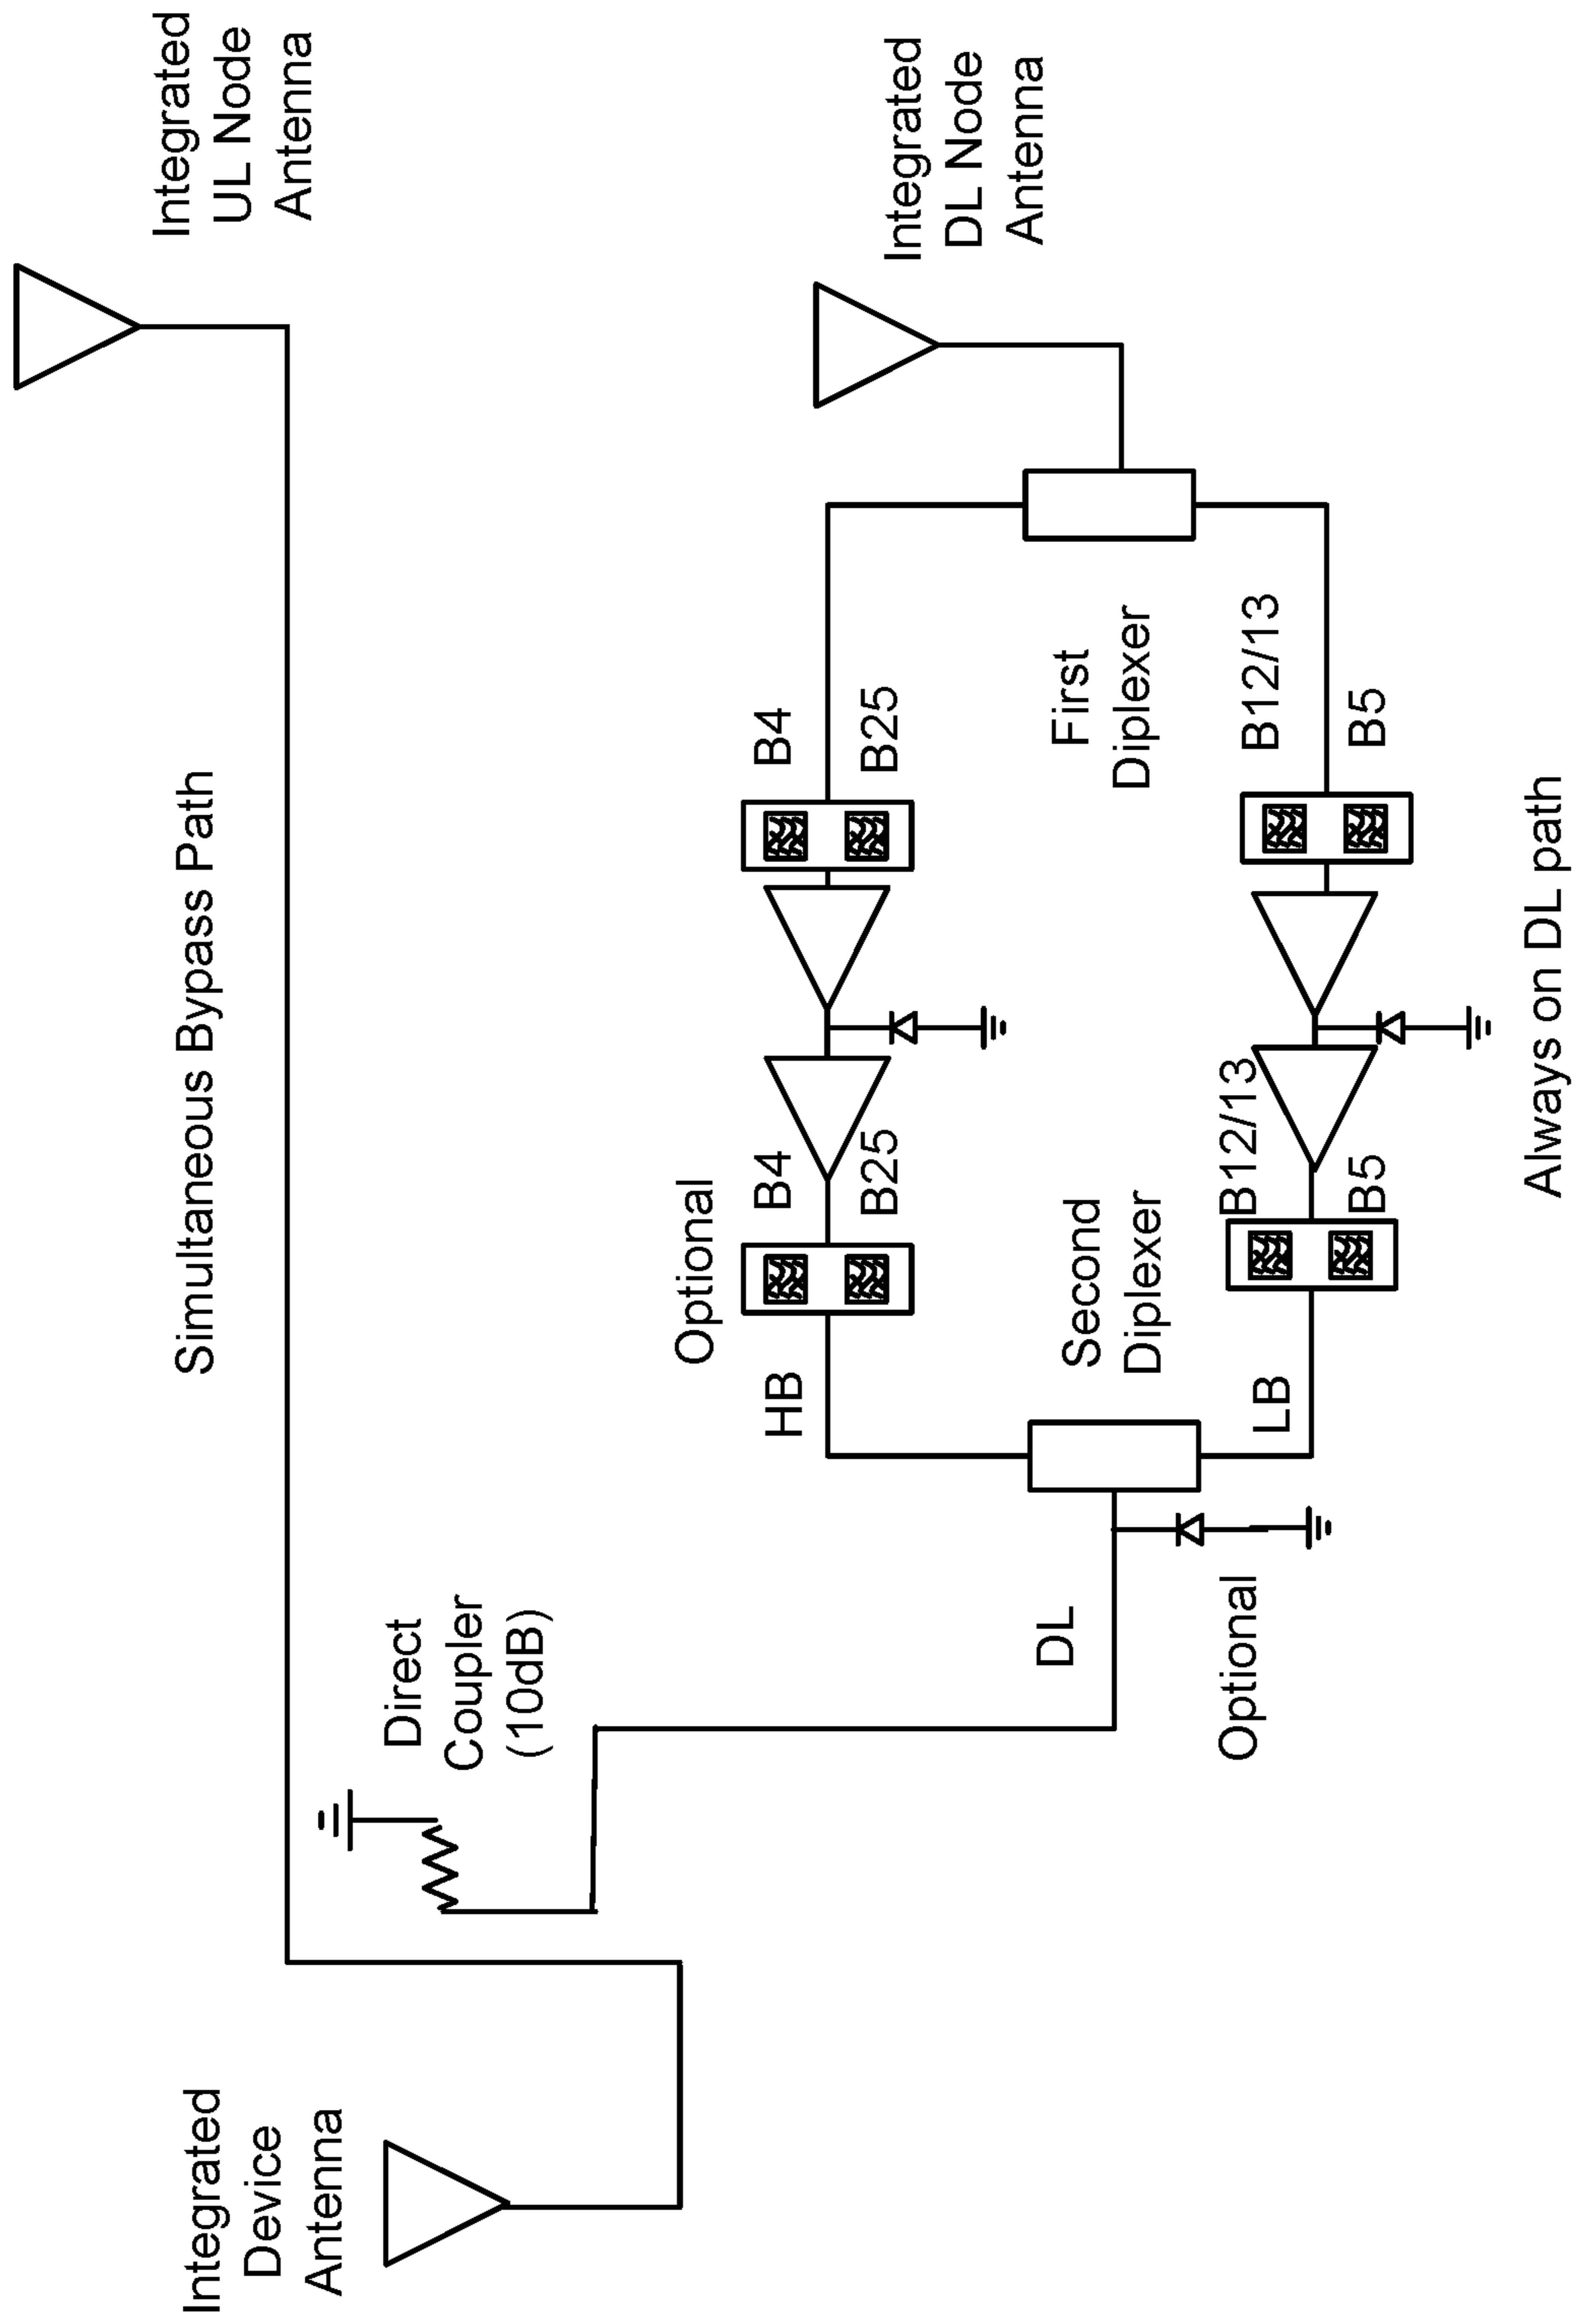 Integrated
UL Node
Antenna
Simultaneous Bypass Path
Integrated
Device
Antenna
Direct
Coupler
(10dB)
Integrated
DL Node
Antenna
Optional
HB
B4
B25
B4
B25
DL
Second
Diplexer
First
Diplexer
Optional
LB
B12/13
B5
B12/13
B5
Always on DL path